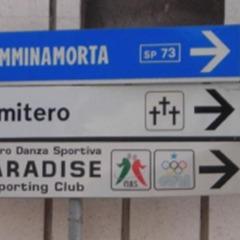 MMINAMORTA SP 73
mitero
ro Danza Sportiva
ARADISE
porting Club